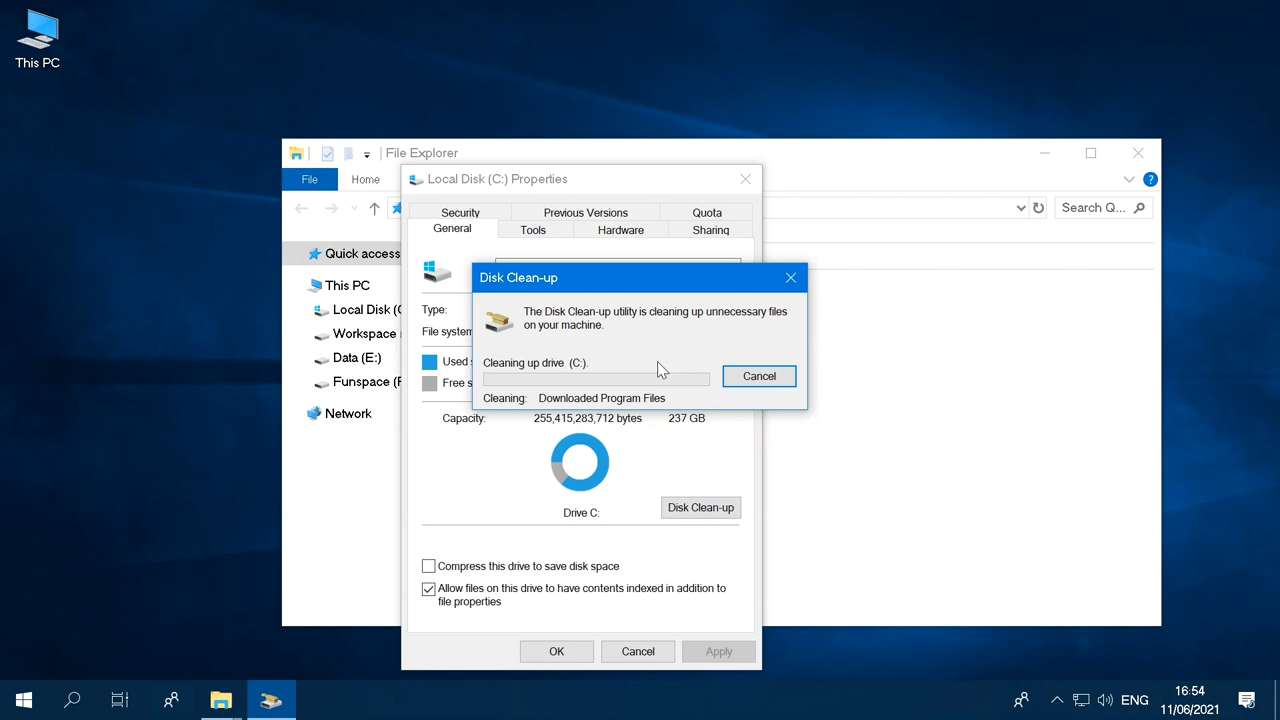 This PC
File Explorer
File
Home
Search Q...
Quick access
This PC
Local Disk (C
Workspace
Data (E:)
Funspace (F
Network
Local Disk (C:) Properties
Security
Previous Versions
Quota
General
Tools
Hardware
Sharing
Type:
File system
Used s
Free s
Capacity:
255,415,283,712 bytes
237 GB
Drive C:
Disk Clean-up
Compress this drive to save disk space
Allow files on this drive to have contents indexed in addition to
file properties
OK
Cancel
Apply
Disk Clean-up
The Disk Clean-up utility is cleaning up unnecessary files
on your machine.
Cleaning up drive (C:).
Cancel
Cleaning: Downloaded Program Files
ENG
16:54
11/06/2021